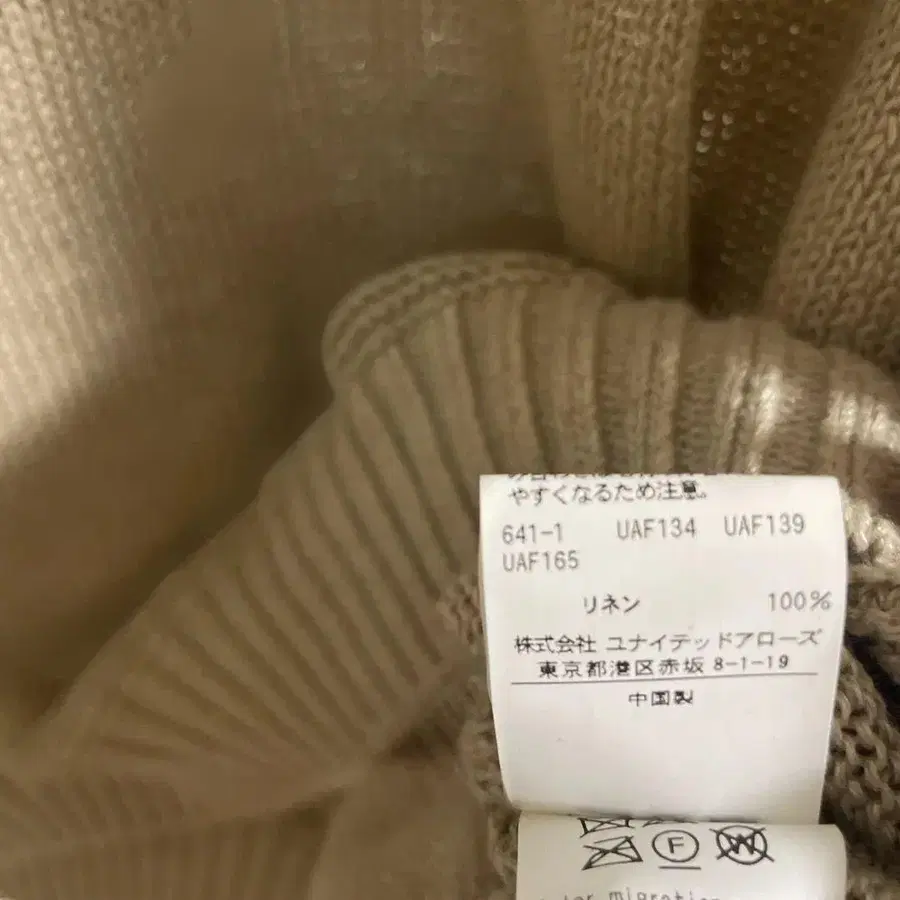 やすくなるため注意。
641-1 UAF134 UAF139
UAF165
リネン 100%
株式会社 ユナイテッドアローズ
東京都港区赤坂 8-1-19
中国製
F
W
migration